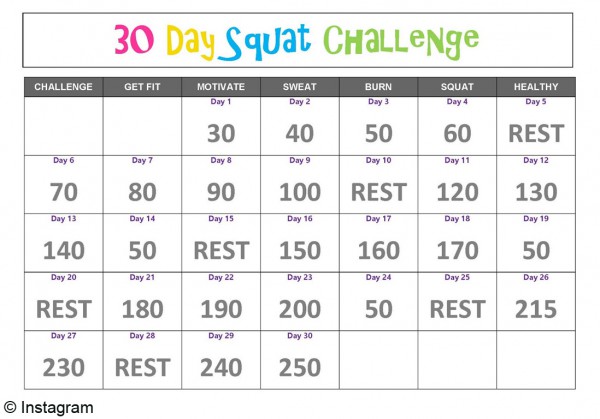 30 Day Squat Challenge
CHALLENGE GET FIT MOTIVATE SWEAT BURN SQUAT HEALTHY
Day 1 Day 2 Day 3 Day 4 Day 5
30 40 50 60 REST
Day 6 Day 7 Day 8 Day 9 Day 10 Day 11 Day 12
70 80 90 100 REST 120 130
Day 13 Day 14 Day 15 Day 16 Day 17 Day 18 Day 19
140 50 REST 150 160 170 50
Day 20 Day 21 Day 22 Day 23 Day 24 Day 25 Day 26
REST 180 190 200 50 REST 215
Day 27 Day 28 Day 29 Day 30
230 REST 240 250
© Instagram